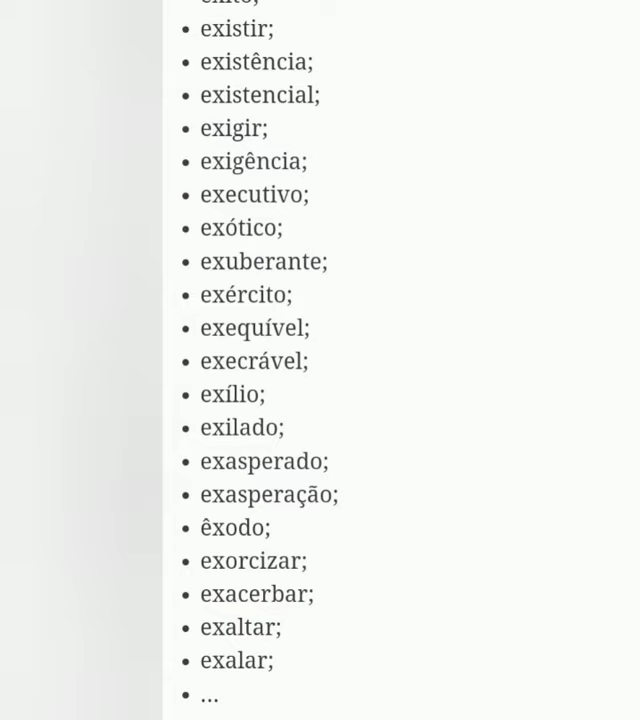 • existir;
• existência;
• existencial;
• exigir;
• exigência;
• executivo;
• exótico;
• exuberante;
• exército;
• exequível;
• execrável;
• exílio;
• exilado;
• exasperado;
• exasperação;
• êxodo;
• exorcizar;
• exacerbar;
• exaltar;
• exalar;
• ...